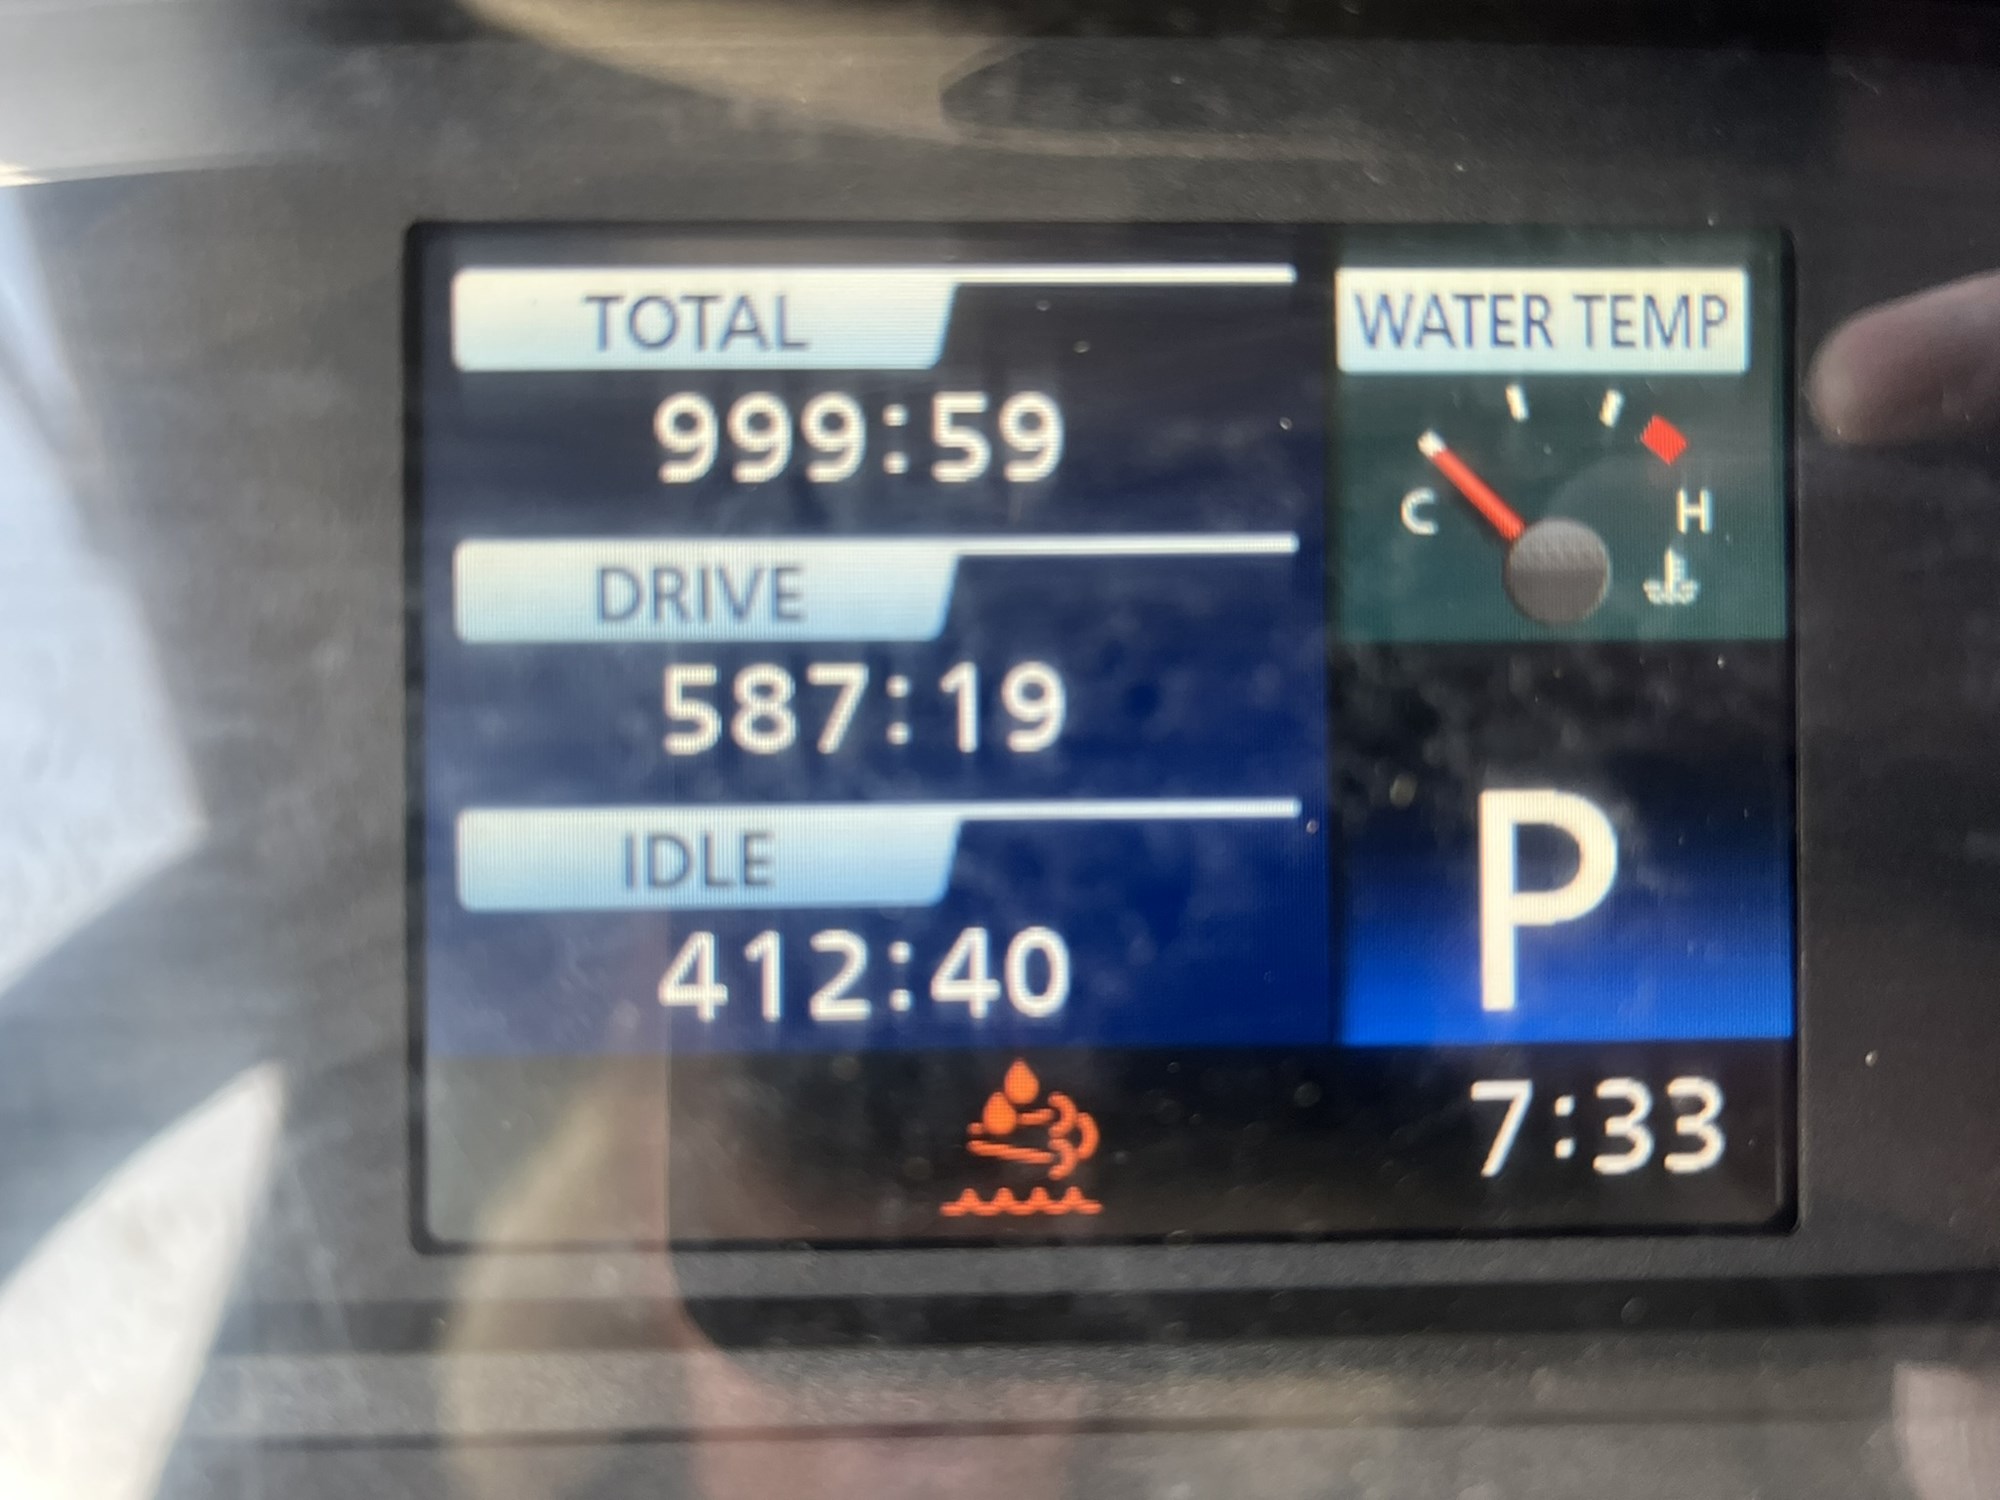 TOTAL
999:59
DRIVE
587:19
IDLE
412:40
WATER TEMP
C
H
P
7:33